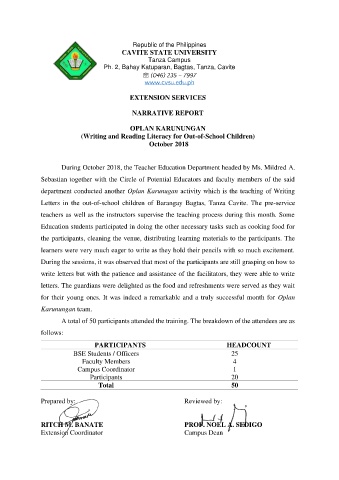 Republic of the Philippines
CAVITE STATE UNIVERSITY
Tanza Campus
Ph. 2, Bahay Katuparan, Bagtas, Tanza, Cavite
☏ (046) 235 – 7997
www.cvsu.edu.ph
EXTENSION SERVICES
NARRATIVE REPORT
OPLAN KARUNUNGAN
(Writing and Reading Literacy for Out-of-School Children)
October 2018
During October 2018, the Teacher Education Department headed by Ms. Mildred A.
Sebastian together with the Circle of Potential Educators and faculty members of the said
department conducted another Oplan Karunugan activity which is the teaching of Writing
Letters in the out-of-school children of Barangay Bagtas, Tanza Cavite. The pre-service
teachers as well as the instructors supervise the teaching process during this month. Some
Education students participated in doing the other necessary tasks such as cooking food for
the participants, cleaning the venue, distributing learning materials to the participants. The
learners were very much eager to write as they hold their pencils with so much excitement.
During the sessions, it was observed that most of the participants are still grasping on how to
write letters but with the patience and assistance of the facilitators, they were able to write
letters. The guardians were delighted as the food and refreshments were served as they wait
for their young ones. It was indeed a remarkable and a truly successful month for Oplan
Karunungan team.
A total of 50 participants attended the training. The breakdown of the attendees are as
follows:
PARTICIPANTS HEADCOUNT
BSE Students / Officers 25
Faculty Members 4
Campus Coordinator 1
Participants 20
Total 50
Prepared by: Reviewed by:
RITCH M. BANATE PROF. NOEL A. SEDIGO
Extension Coordinator Campus Dean